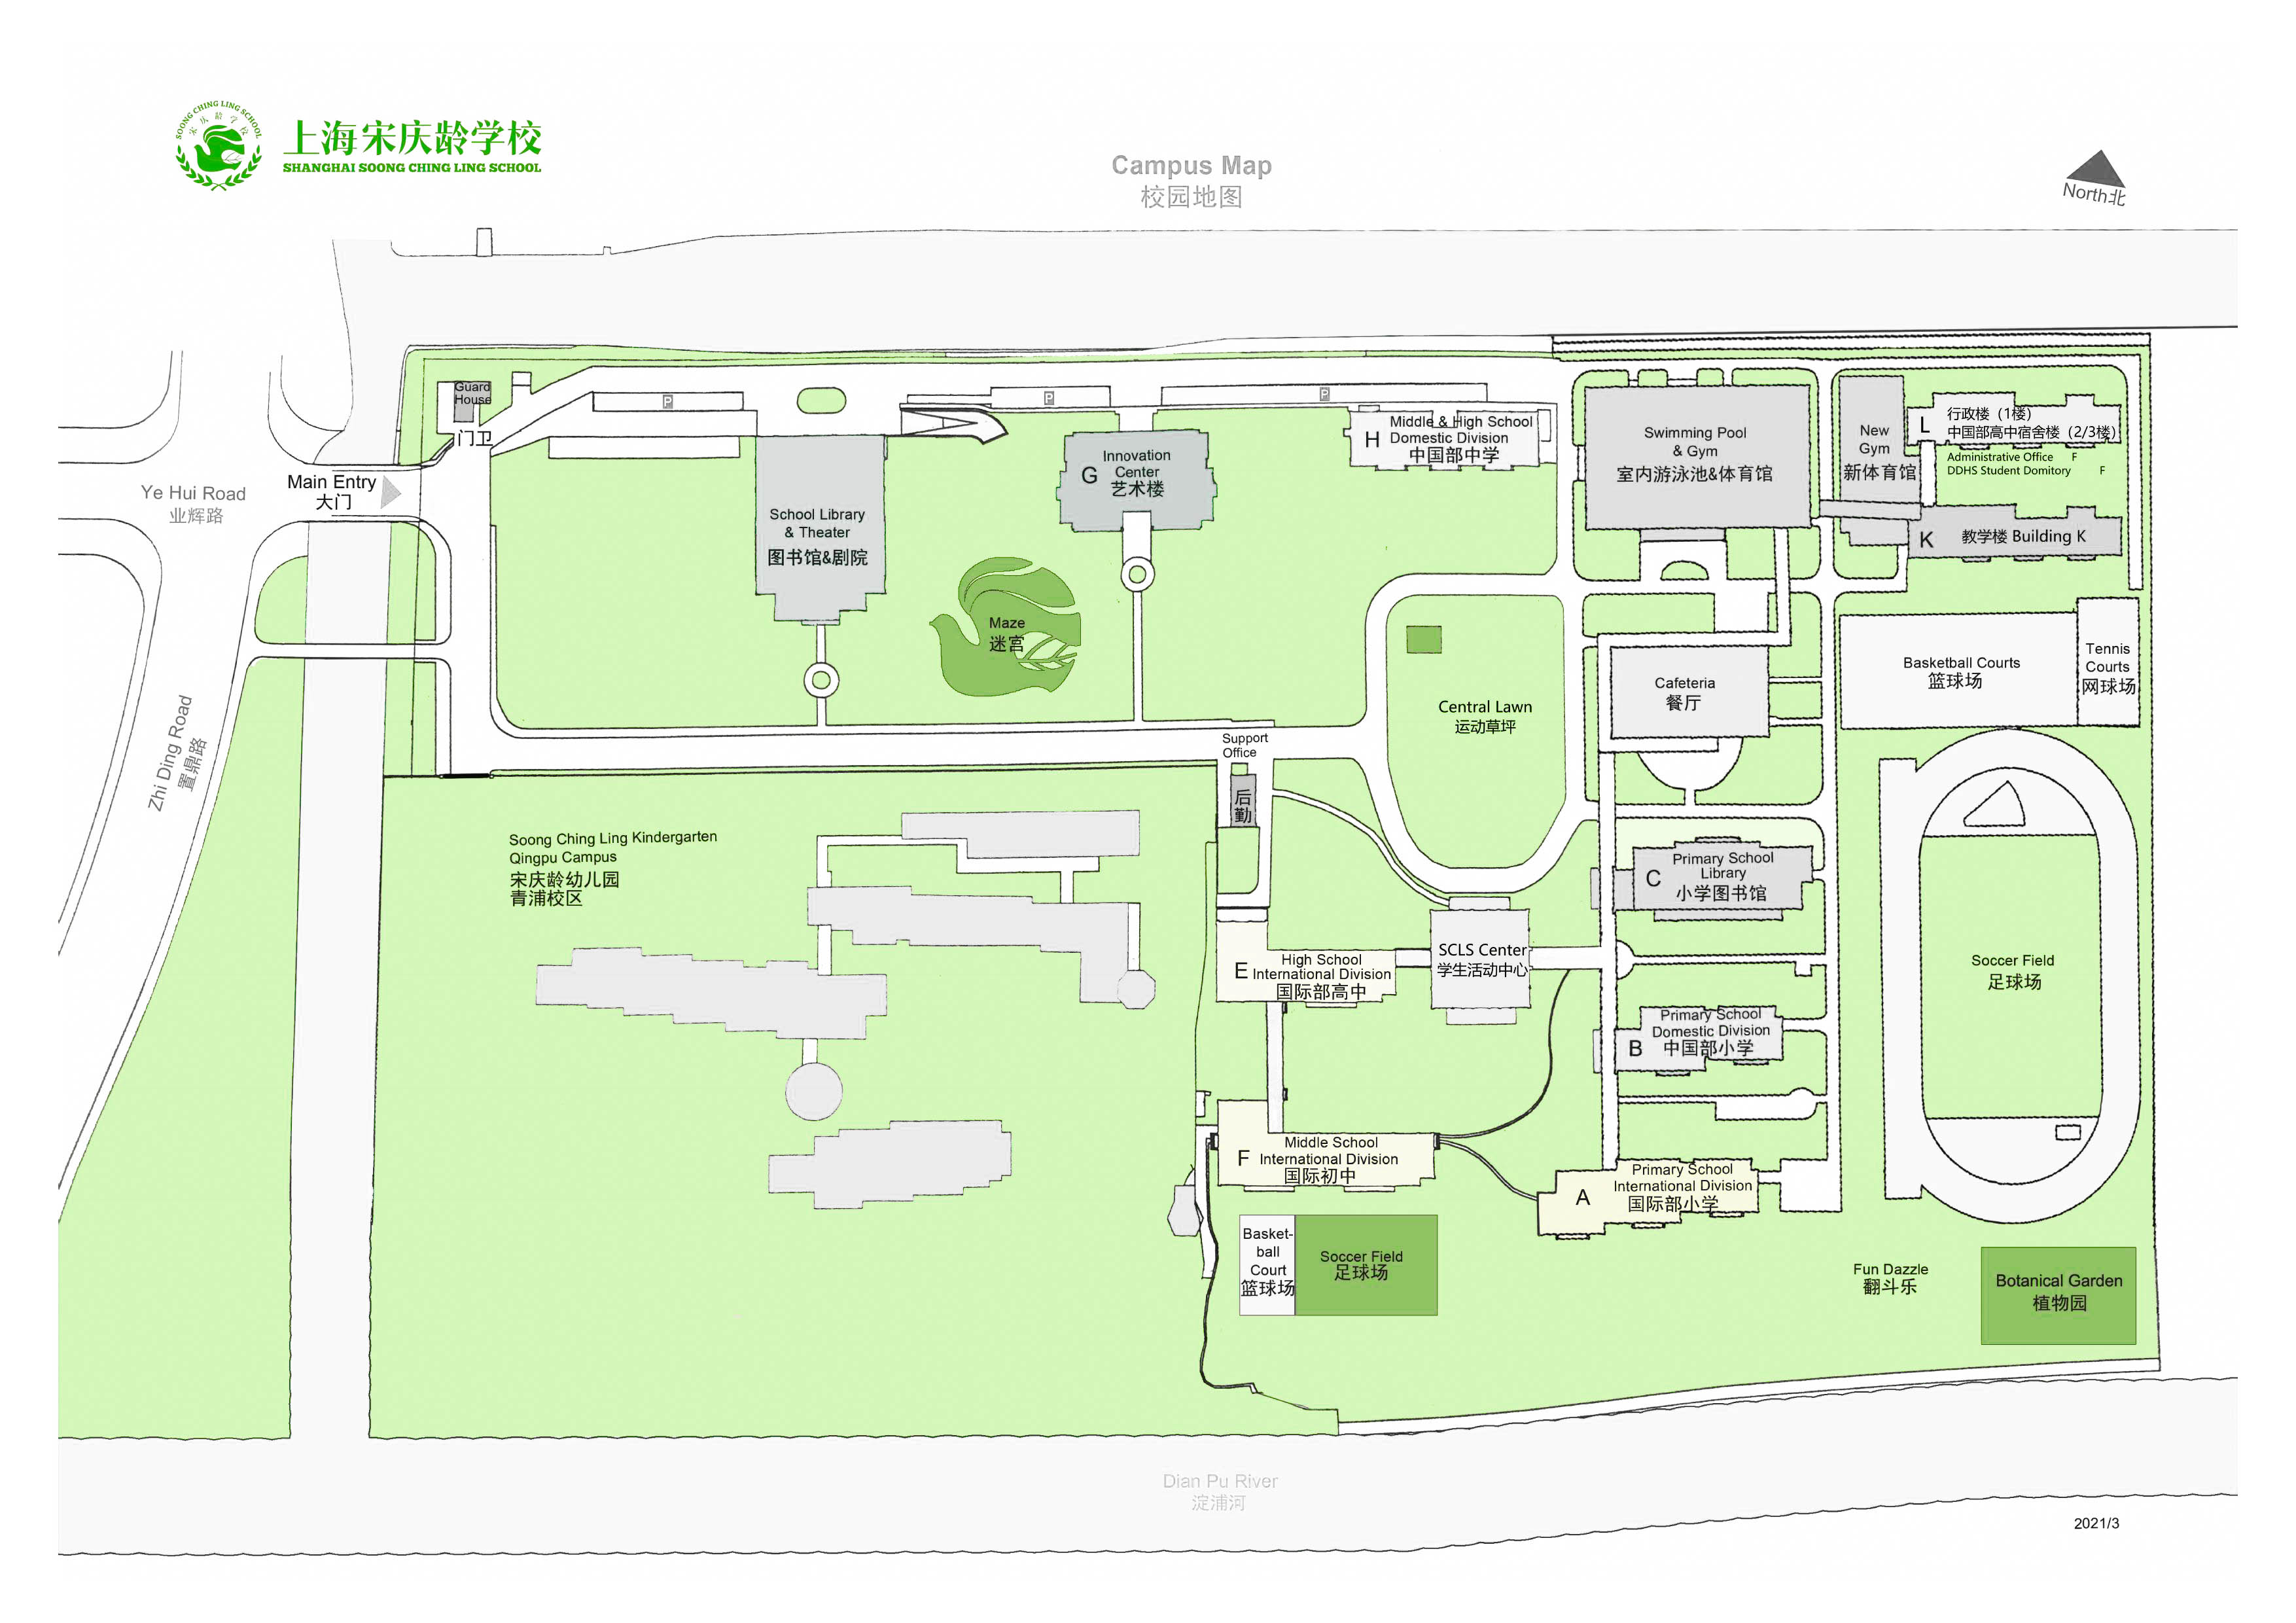 SOONG CHING LING SCHOOL
宋庆龄学校
上海宋庆龄学校
SHANGHAI SOONG CHING LING SCHOOL
Campus Map
校园地图
North北
Guard
House
门卫
Main Entry
大门
Ye Hui Road
业辉路
Zhi Ding Road
置鼎路
P
P
P
School Library
& Theater
图书馆&剧院
G
Innovation
Center
艺术楼
Maze
迷宫
H
Middle & High School
Domestic Division
中国部中学
Swimming Pool
& Gym
室内游泳池&体育馆
New
Gym
新体育馆
L
行政楼（1楼）
中国部高中宿舍楼（2/3楼）
Administrative Office F
DDHS Student Domitory F
K
教学楼 Building K
Basketball Courts
篮球场
Tennis
Courts
网球场
Cafeteria
餐厅
Central Lawn
运动草坪
Support
Office
后
勤
Soong Ching Ling Kindergarten
Qingpu Campus
宋庆龄幼儿园
青浦校区
C
Primary School
Library
小学图书馆
E
High School
International Division
国际部高中
SCLS Center
学生活动中心
Soccer Field
足球场
B
Primary School
Domestic Division
中国部小学
F
Middle School
International Division
国际初中
A
Primary School
International Division
国际部小学
Basket-
ball
Court
篮球场
Soccer Field
足球场
Fun Dazzle
翻斗乐
Botanical Garden
植物园
Dian Pu River
淀浦河
2021/3